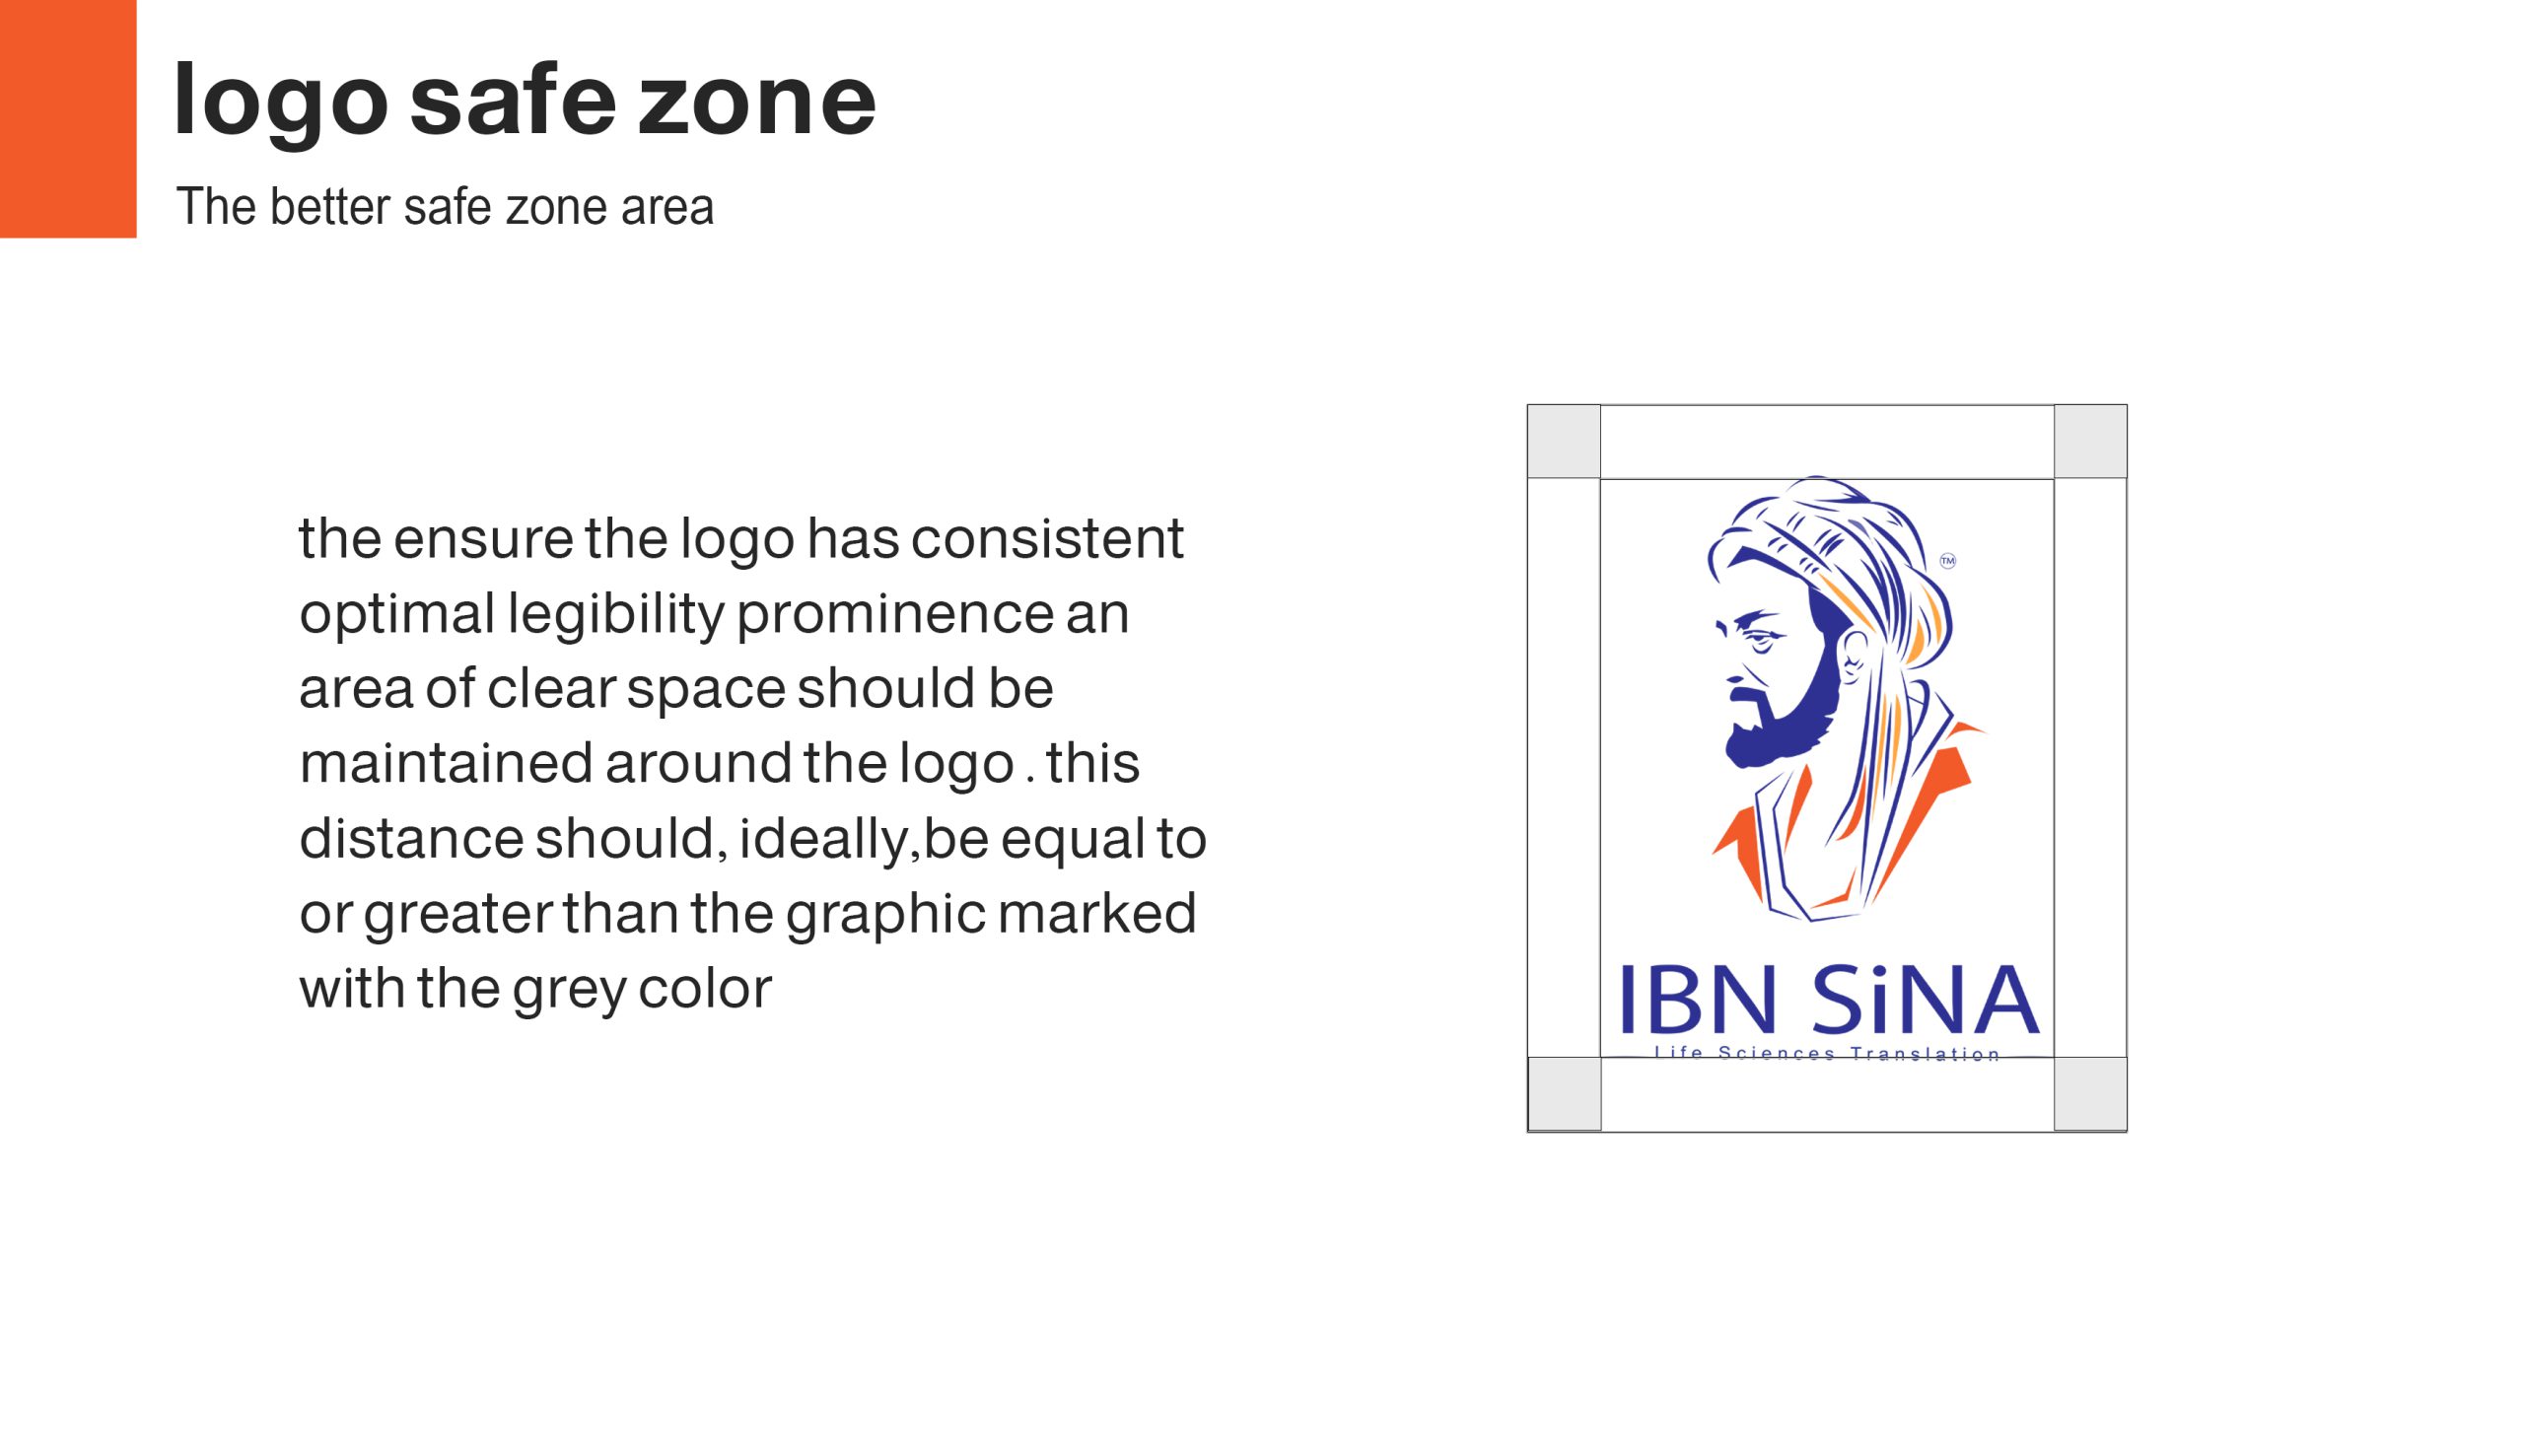 logo safe zone
The better safe zone area
the ensure the logo has consistent
optimal legibility prominence an
area of clear space should be
maintained around the logo . this
distance should, ideally,be equal to
or greater than the graphic marked
with the grey color
TM
IBN SiNA
Life Sciences Translation